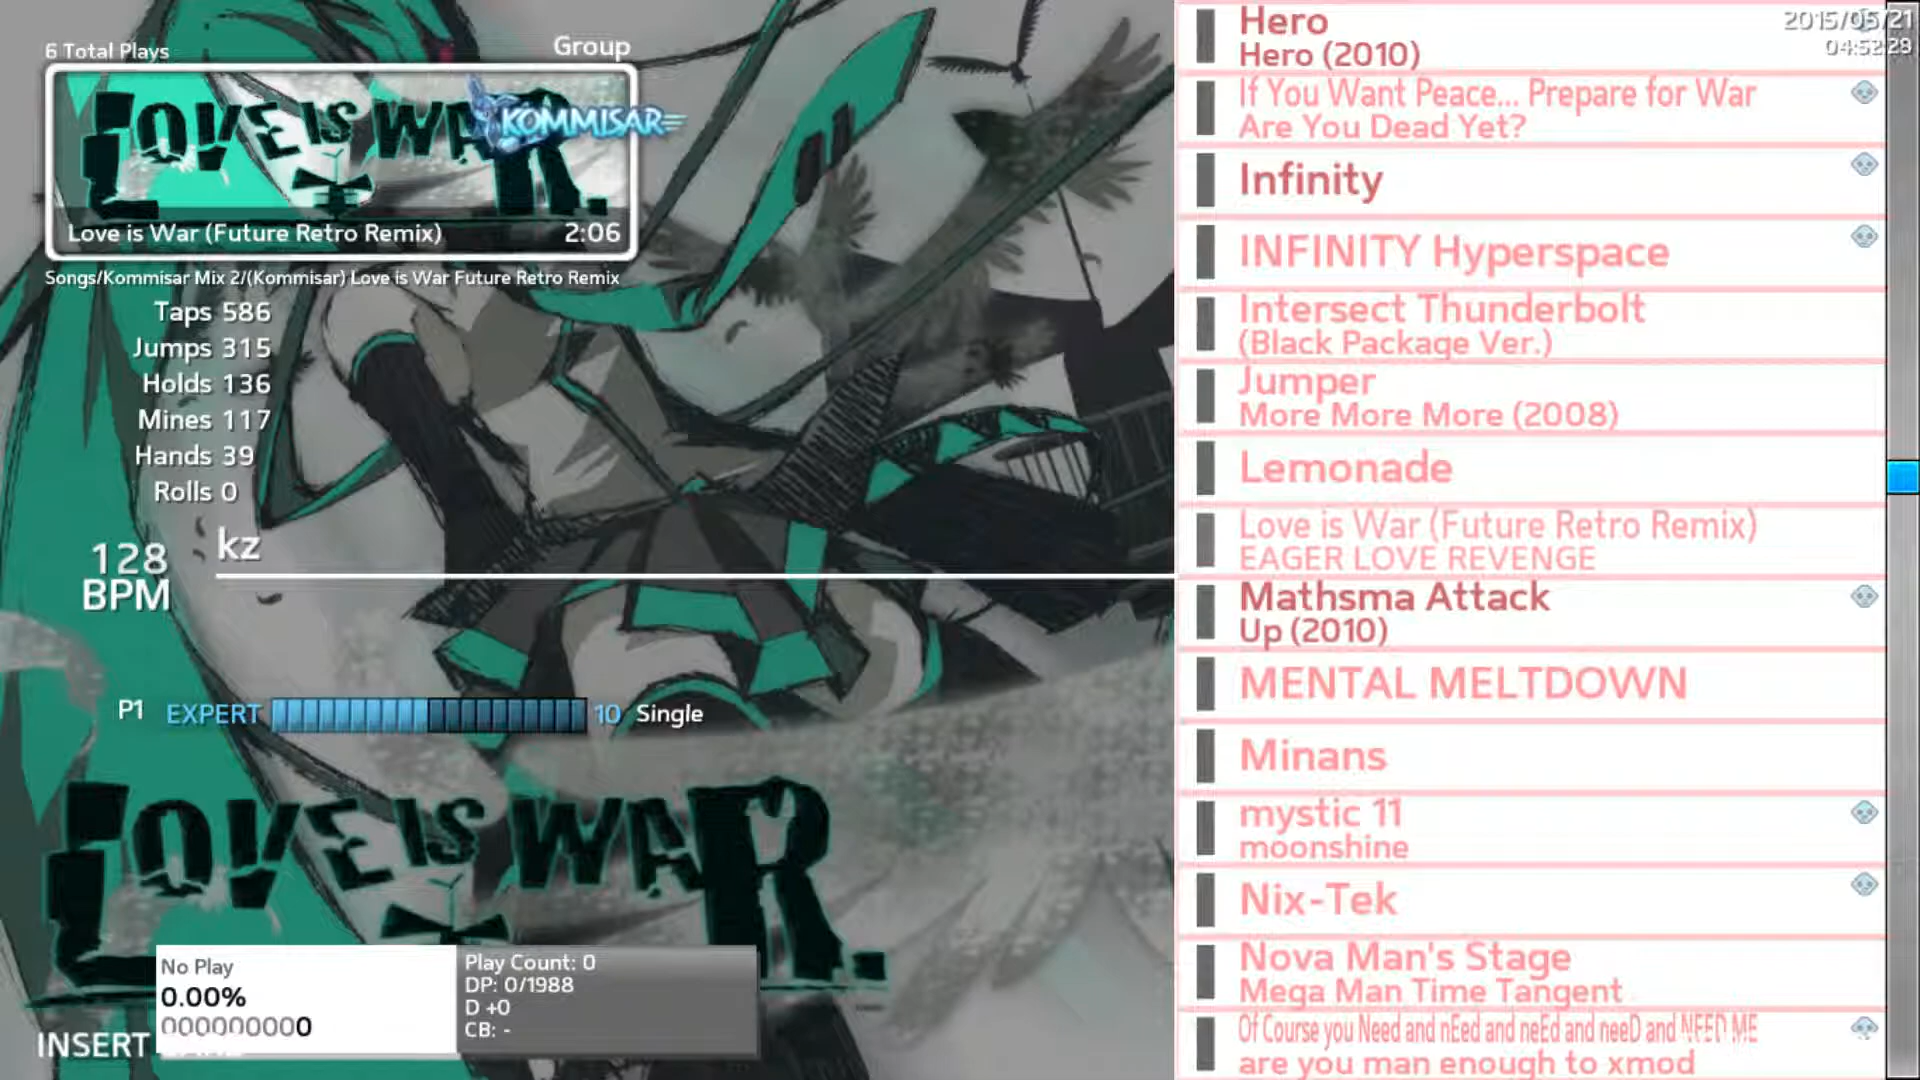 6 Total Plays
Group
LOVE IS WAR.
KOMMISAR
Love is War (Future Retro Remix)
2:06
Songs/Kommisar Mix 2/(Kommisar) Love is War Future Retro Remix
Taps 586
Jumps 315
Holds 136
Mines 117
Hands 39
Rolls 0
128
BPM
kz
P1 EXPERT 10 Single
LOVE IS WAR.
No Play
0.00%
0000000000
Play Count: 0
DP: 0/1988
D +0
CB: -
INSERT
2015/05/21
04:52:29
Hero
Hero (2010)
If You Want Peace... Prepare for War
Are You Dead Yet?
Infinity
INFINITY Hyperspace
Intersect Thunderbolt
(Black Package Ver.)
Jumper
More More More (2008)
Lemonade
Love is War (Future Retro Remix)
EAGER LOVE REVENGE
Mathsma Attack
Up (2010)
MENTAL MELTDOWN
Minans
mystic 11
moonshine
Nix-Tek
Nova Man's Stage
Mega Man Time Tangent
Of Course you Need and nEed and neEd and neeD and NEED ME
are you man enough to xmod